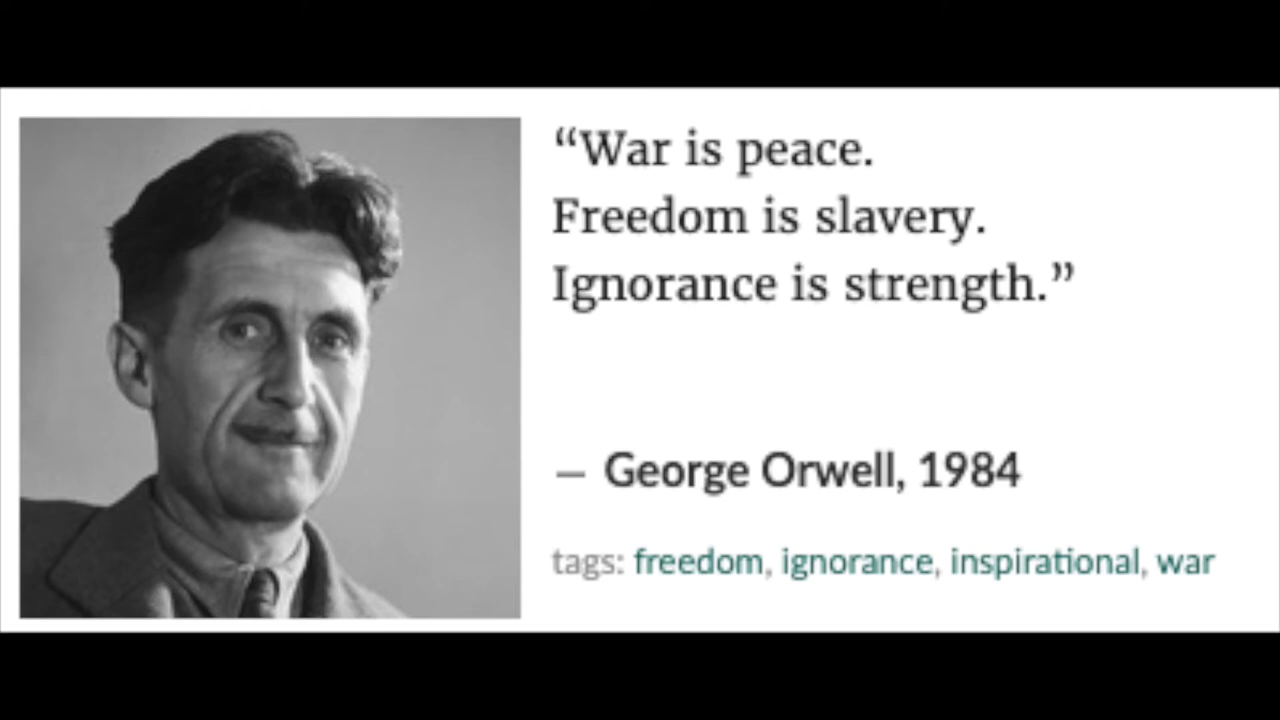 “War is peace.
Freedom is slavery.
Ignorance is strength.”
― George Orwell, 1984
tags: freedom, ignorance, inspirational, war